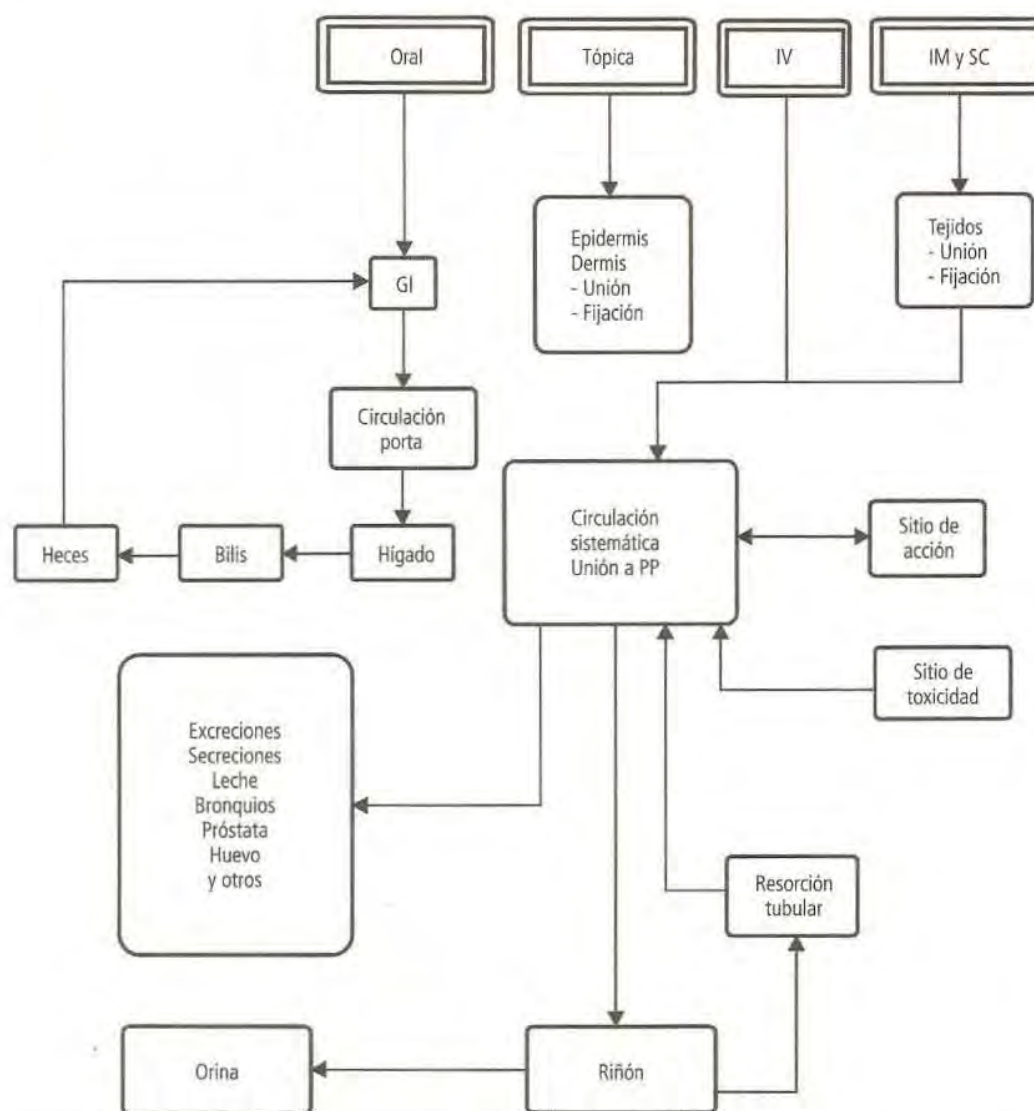 Oral
Tópica
IV
IM y SC
Epidermis
Dermis
- Unión
- Fijación
Tejidos
- Unión
- Fijación
GI
Circulación
porta
Heces
Bilis
Hígado
Circulación
sistemática
Unión a PP
Sitio de
acción
Sitio de
toxicidad
Excreciones
Secreciones
Leche
Bronquios
Próstata
Huevo
y otros
Resorción
tubular
Orina
Riñón